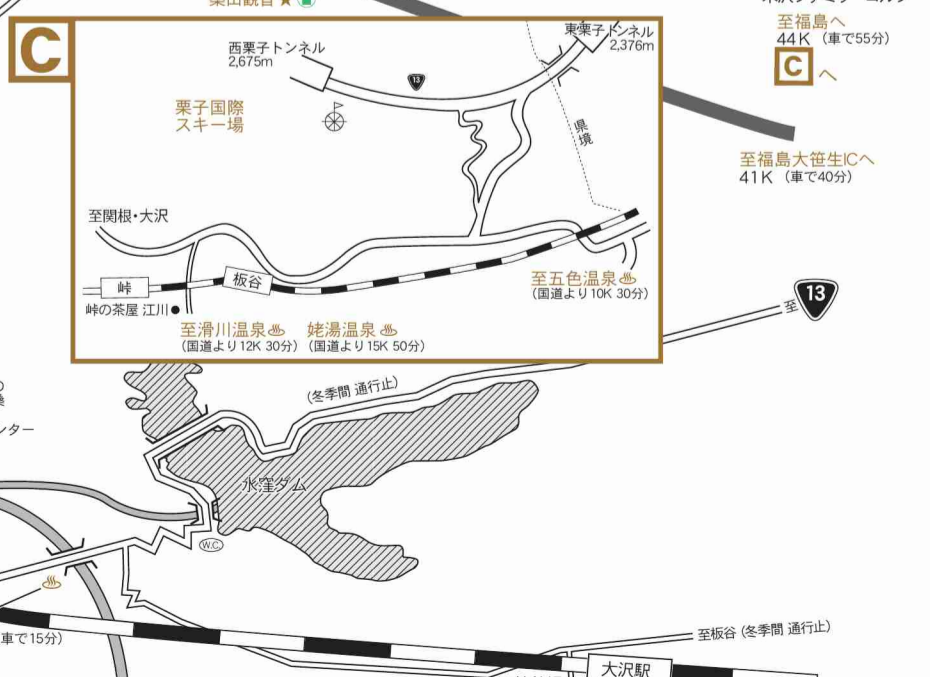 至福島へ
44K（車で55分）
C へ
至福島大笹生ICへ
41K（車で40分）
C
西栗子トンネル
2,675m
東栗子トンネル
2,376m
13
栗子国際
スキー場
県境
至関根・大沢
峠
板谷
峠の茶屋 江川●
至五色温泉♨
(国道より10K 30分)
至滑川温泉♨
(国道より12K 30分)
姥湯温泉♨
(国道より15K 50分)
至 13
(冬季間 通行止)
ンター
水窪ダム
W.C.
♨
車で15分)
至板谷 (冬季間 通行止)
大沢駅